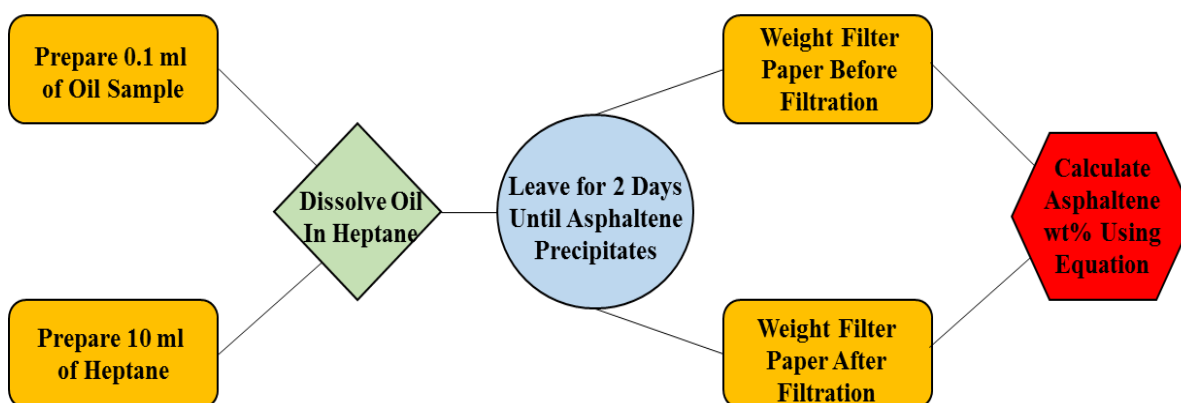 Prepare 0.1 ml
of Oil Sample
Prepare 10 ml
of Heptane
Dissolve Oil
In Heptane
Leave for 2 Days
Until Asphaltene
Precipitates
Weight Filter
Paper Before
Filtration
Weight Filter
Paper After
Filtration
Calculate
Asphaltene
wt% Using
Equation